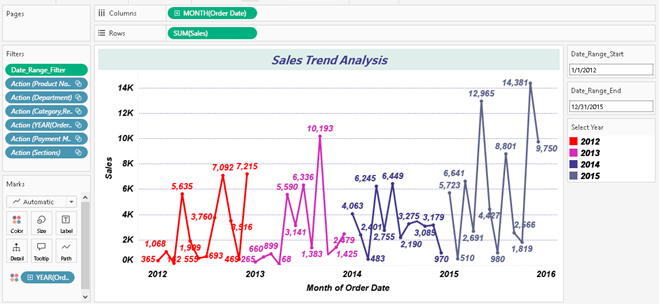 Pages
Columns
MONTH(Order Date)
Rows
SUM(Sales)
Filters
Date_Range_Filter
Action (Product Na..
Action (Department)
Action (Category,Re..
Action (YEAR(Order..
Action (Payment M..
Action (Sections)
Marks
Automatic
Color
Size
Label
Detail
Tooltip
Path
YEAR(Ord..
Sales Trend Analysis
Sales
14K
12K
10K
8K
6K
4K
2K
0K
365
1,068
5,635
1,909
555
3,760
693
7,092
3,516
469
7,215
265
660
899
68
5,590
3,141
6,336
1,383
10,193
1,425
2,479
4,063
2,401
483
6,245
2,755
6,449
2,190
3,275
3,085
3,179
970
5,723
510
6,641
2,691
12,965
4,427
980
8,801
2,566
1,819
14,381
9,750
2012
2013
2014
2015
2016
Month of Order Date
Date_Range_Start
1/1/2012
Date_Range_End
12/31/2015
Select Year
2012
2013
2014
2015